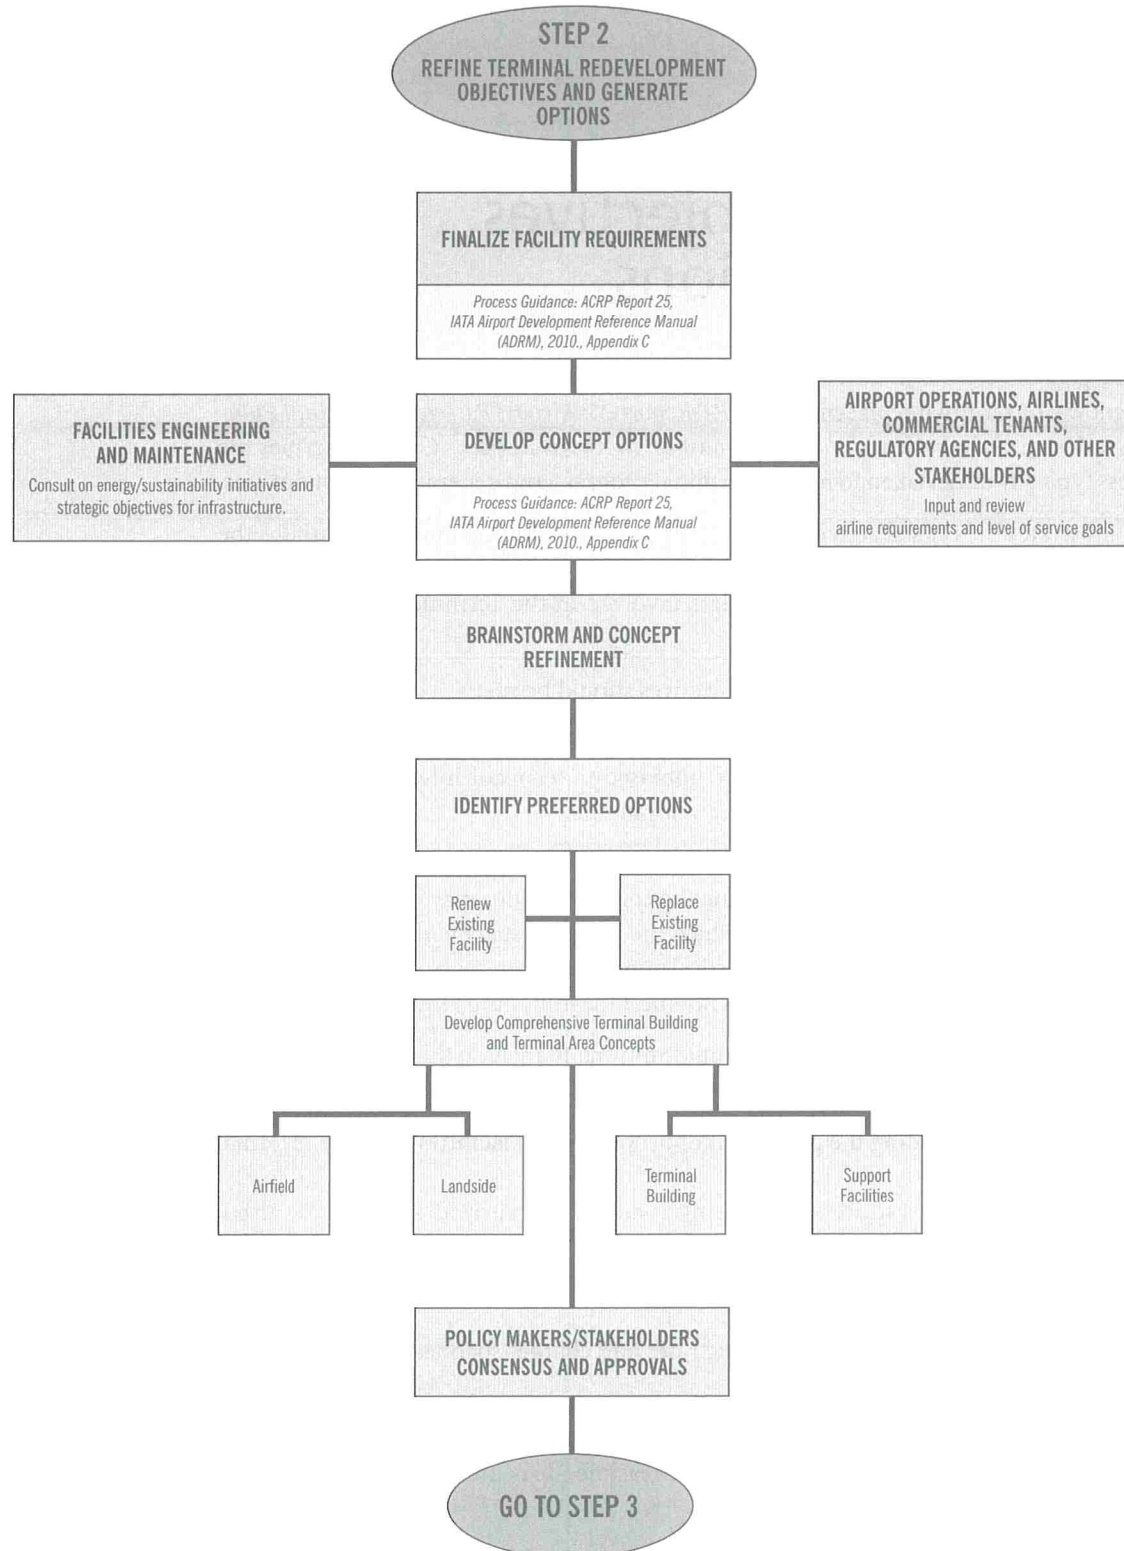 STEP 2
REFINE TERMINAL REDEVELOPMENT
OBJECTIVES AND GENERATE
OPTIONS
FINALIZE FACILITY REQUIREMENTS
Process Guidance: ACRP Report 25,
IATA Airport Development Reference Manual
(ADRM), 2010., Appendix C
FACILITIES ENGINEERING
AND MAINTENANCE
Consult on energy/sustainability initiatives and
strategic objectives for infrastructure.
DEVELOP CONCEPT OPTIONS
Process Guidance: ACRP Report 25,
IATA Airport Development Reference Manual
(ADRM), 2010., Appendix C
AIRPORT OPERATIONS, AIRLINES,
COMMERCIAL TENANTS,
REGULATORY AGENCIES, AND OTHER
STAKEHOLDERS
Input and review
airline requirements and level of service goals
BRAINSTORM AND CONCEPT
REFINEMENT
IDENTIFY PREFERRED OPTIONS
Renew
Existing
Facility
Replace
Existing
Facility
Develop Comprehensive Terminal Building
and Terminal Area Concepts
Airfield
Landside
Terminal
Building
Support
Facilities
POLICY MAKERS/STAKEHOLDERS
CONSENSUS AND APPROVALS
GO TO STEP 3